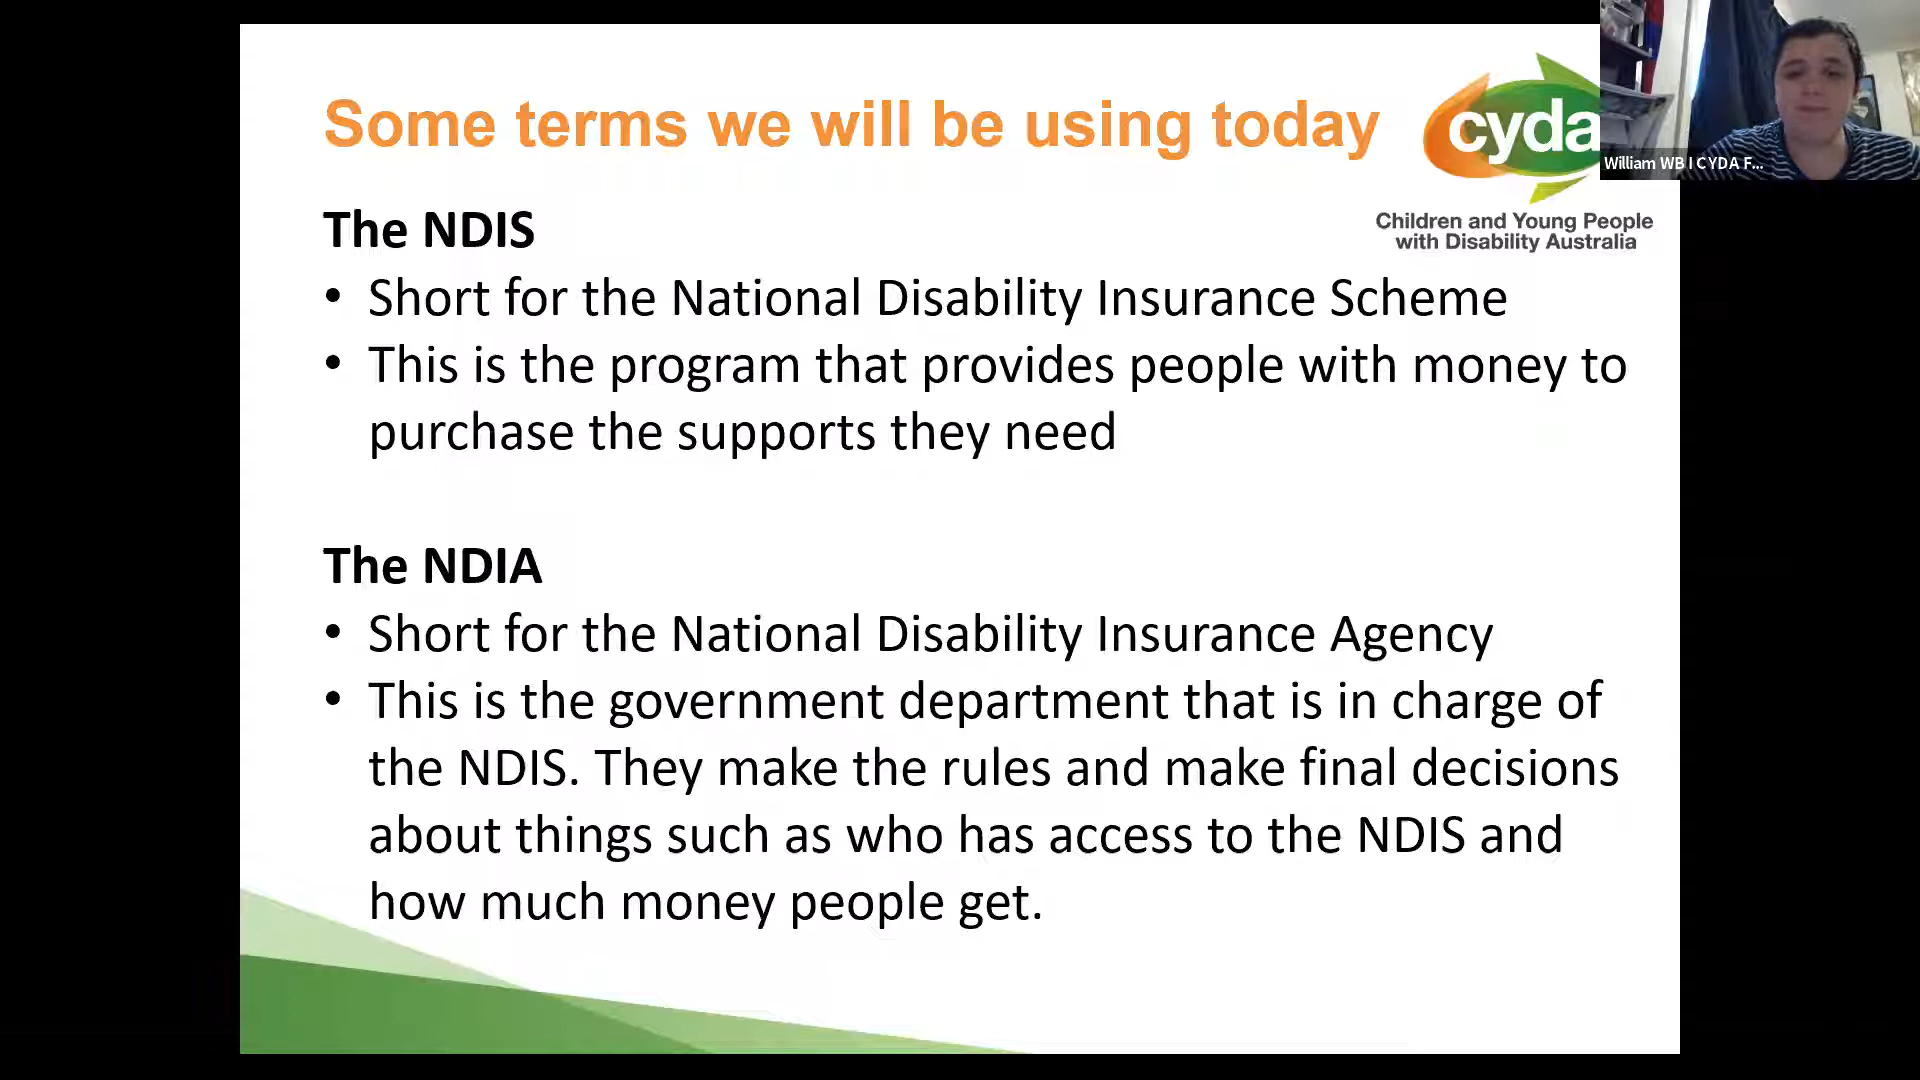 Some terms we will be using today
cyda
William WB I CYDA F...
Children and Young People
with Disability Australia
The NDIS
• Short for the National Disability Insurance Scheme
• This is the program that provides people with money to
purchase the supports they need
The NDIA
• Short for the National Disability Insurance Agency
• This is the government department that is in charge of
the NDIS. They make the rules and make final decisions
about things such as who has access to the NDIS and
how much money people get.